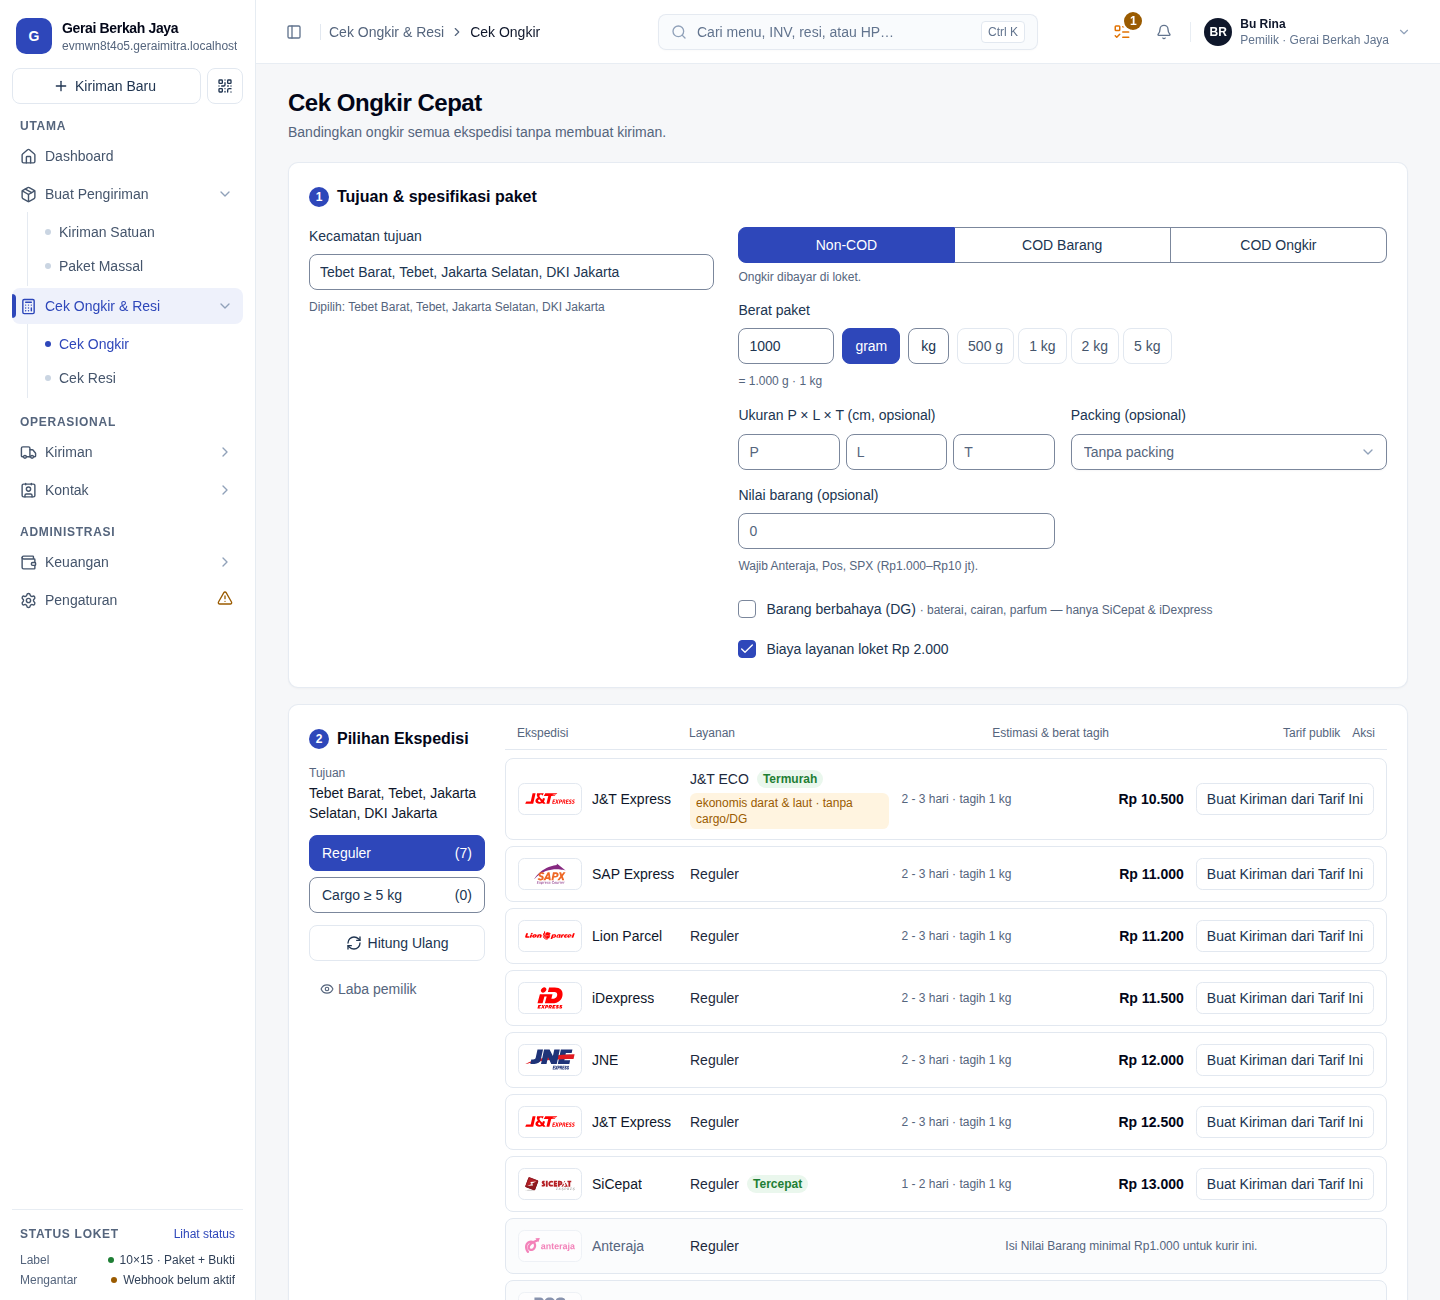 G
Gerai Berkah Jaya
evmwn8t4o5.geraimitra.localhost
Kiriman Baru
UTAMA
Dashboard
Buat Pengiriman
Kiriman Satuan
Paket Massal
Cek Ongkir & Resi
Cek Ongkir
Cek Resi
OPERASIONAL
Kiriman
Kontak
ADMINISTRASI
Keuangan
Pengaturan
STATUS LOKET Lihat status
Label 10×15 · Paket + Bukti
Mengantar Webhook belum aktif
Cek Ongkir & Resi > Cek Ongkir
Cari menu, INV, resi, atau HP… Ctrl K
1
BR
Bu Rina
Pemilik · Gerai Berkah Jaya
Cek Ongkir Cepat
Bandingkan ongkir semua ekspedisi tanpa membuat kiriman.
1 Tujuan & spesifikasi paket
Kecamatan tujuan
Tebet Barat, Tebet, Jakarta Selatan, DKI Jakarta
Dipilih: Tebet Barat, Tebet, Jakarta Selatan, DKI Jakarta
Non-COD COD Barang COD Ongkir
Ongkir dibayar di loket.
Berat paket
1000 gram kg 500 g 1 kg 2 kg 5 kg
= 1.000 g · 1 kg
Ukuran P × L × T (cm, opsional) Packing (opsional)
P L T Tanpa packing
Nilai barang (opsional)
0
Wajib Anteraja, Pos, SPX (Rp1.000–Rp10 jt).
Barang berbahaya (DG) · baterai, cairan, parfum — hanya SiCepat & iDexpress
Biaya layanan loket Rp 2.000
2 Pilihan Ekspedisi
Tujuan
Tebet Barat, Tebet, Jakarta
Selatan, DKI Jakarta
Reguler (7)
Cargo ≥ 5 kg (0)
Hitung Ulang
Laba pemilik
Ekspedisi Layanan Estimasi & berat tagih Tarif publik Aksi
J&T EXPRESS J&T Express J&T ECO Termurah
ekonomis darat & laut · tanpa
cargo/DG
2 - 3 hari · tagih 1 kg Rp 10.500 Buat Kiriman dari Tarif Ini
SAPX SAP Express Reguler 2 - 3 hari · tagih 1 kg Rp 11.000 Buat Kiriman dari Tarif Ini
Lion parcel Lion Parcel Reguler 2 - 3 hari · tagih 1 kg Rp 11.200 Buat Kiriman dari Tarif Ini
iD EXPRESS iDexpress Reguler 2 - 3 hari · tagih 1 kg Rp 11.500 Buat Kiriman dari Tarif Ini
JNE EXPRESS JNE Reguler 2 - 3 hari · tagih 1 kg Rp 12.000 Buat Kiriman dari Tarif Ini
J&T EXPRESS J&T Express Reguler 2 - 3 hari · tagih 1 kg Rp 12.500 Buat Kiriman dari Tarif Ini
SICEPAT SiCepat Reguler Tercepat 1 - 2 hari · tagih 1 kg Rp 13.000 Buat Kiriman dari Tarif Ini
anteraja Anteraja Reguler Isi Nilai Barang minimal Rp1.000 untuk kurir ini.